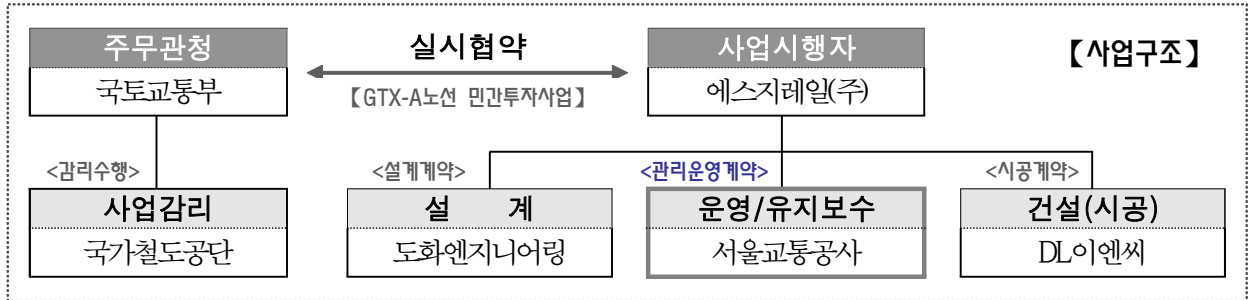 주무관청
실시협약
사업시행자
【사업구조】
국토교통부
【GTX-A노선 민간투자사업】
에스지레일(주)
<감리수행>
<설계계약>
<관리운영계약>
<시공계약>
사업감리
설 계
운영/유지보수
건설(시공)
국가철도공단
도화엔지니어링
서울교통공사
DL이엔씨